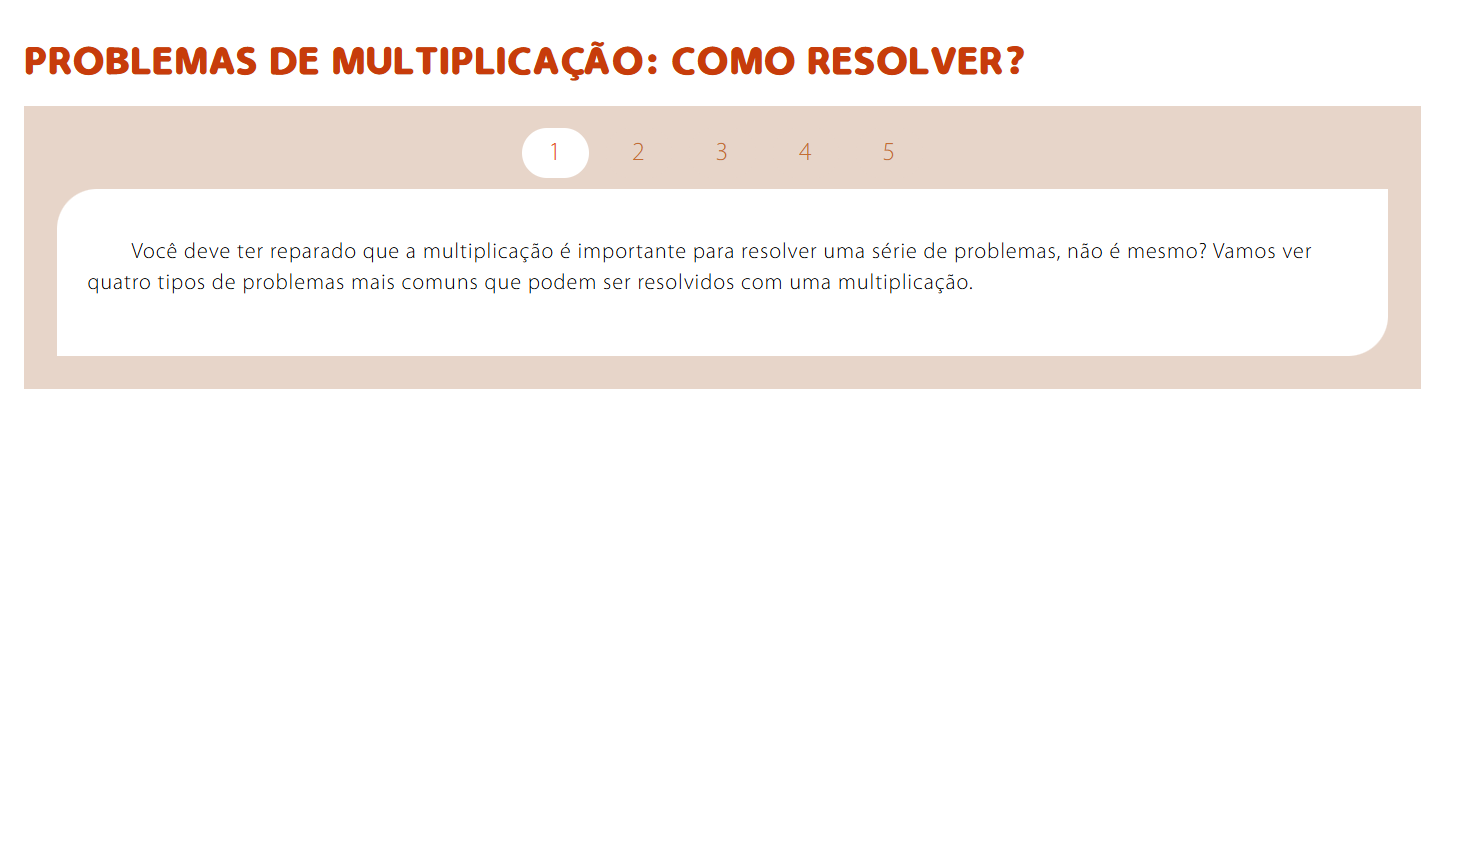 PROBLEMAS DE MULTIPLICAÇÃO: COMO RESOLVER?
1 2 3 4 5
Você deve ter reparado que a multiplicação é importante para resolver uma série de problemas, não é mesmo? Vamos ver
quatro tipos de problemas mais comuns que podem ser resolvidos com uma multiplicação.